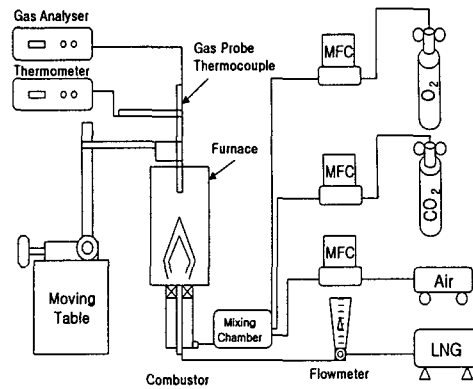 Gas Analyser
Thermometer
Gas Probe
Thermocouple
Furnace
MFC
O2
MFC
CO2
MFC
Air
Mixing
Chamber
Moving
Table
LNG
Flowmeter
Combustor